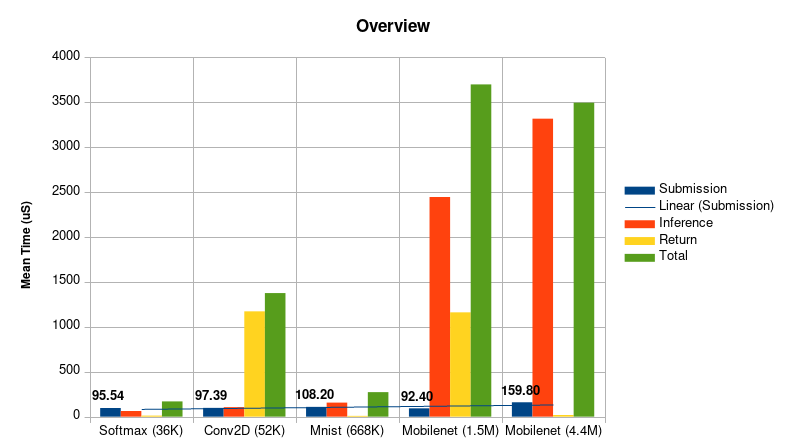 Overview
Mean Time (uS)
4000
3500
3000
2500
2000
1500
1000
500
0
95.54
97.39
108.20
92.40
159.80
Softmax (36K)
Conv2D (52K)
Mnist (668K)
Mobilenet (1.5M)
Mobilenet (4.4M)
Submission
Linear (Submission)
Inference
Return
Total